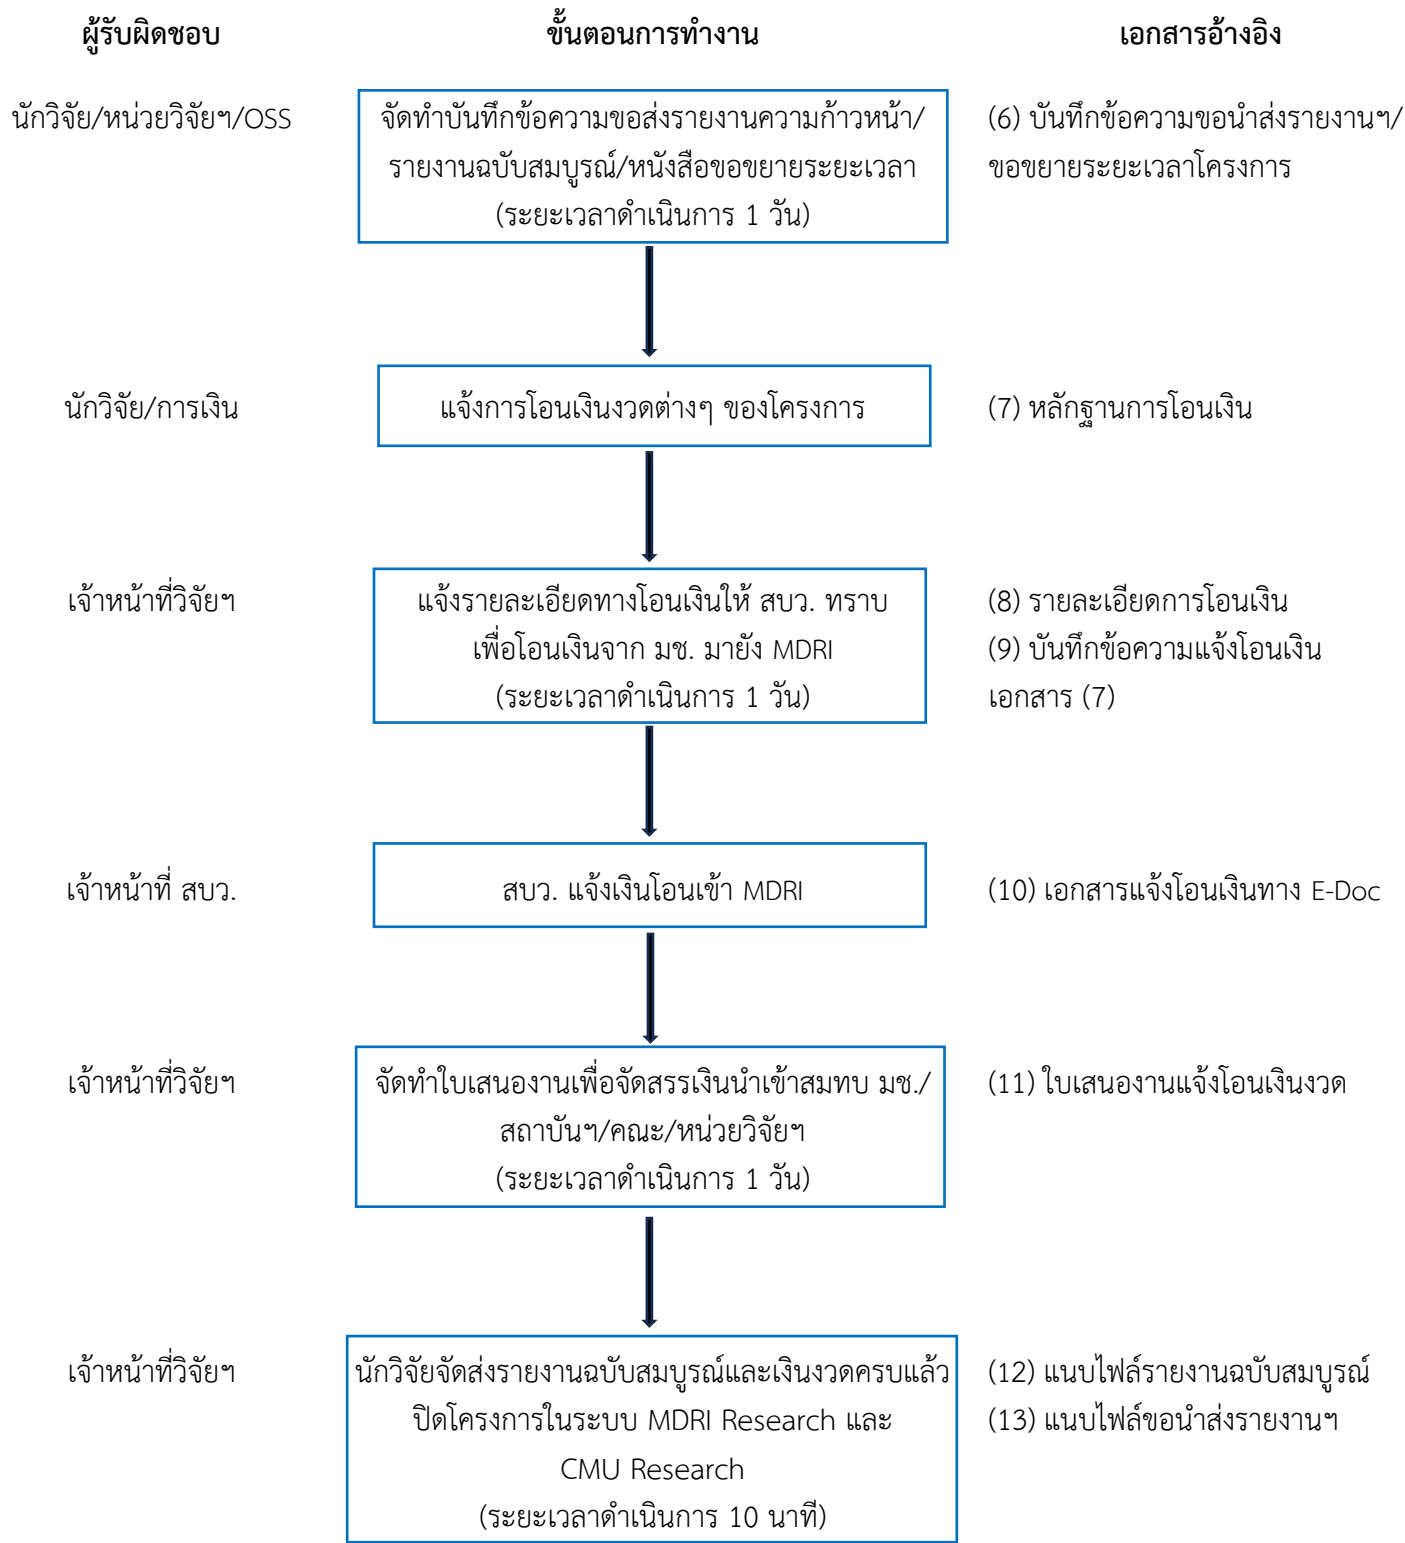 ผู้รับผิดชอบ ขั้นตอนการทำงาน เอกสารอ้างอิง
นักวิจัย/หน่วยวิจัยฯ/OSS
จัดทำบันทึกข้อความขอส่งรายงานความก้าวหน้า/
รายงานฉบับสมบูรณ์/หนังสือขอขยายระยะเวลา
(ระยะเวลาดำเนินการ 1 วัน)
(6) บันทึกข้อความขอนำส่งรายงานฯ/
ขอขยายระยะเวลาโครงการ
นักวิจัย/การเงิน
แจ้งการโอนเงินงวดต่างๆ ของโครงการ
(7) หลักฐานการโอนเงิน
เจ้าหน้าที่วิจัยฯ
แจ้งรายละเอียดทางโอนเงินให้ สบว. ทราบ
เพื่อโอนเงินจาก มช. มายัง MDRI
(ระยะเวลาดำเนินการ 1 วัน)
(8) รายละเอียดการโอนเงิน
(9) บันทึกข้อความแจ้งโอนเงิน
เอกสาร (7)
เจ้าหน้าที่ สบว.
สบว. แจ้งเงินโอนเข้า MDRI
(10) เอกสารแจ้งโอนเงินทาง E-Doc
เจ้าหน้าที่วิจัยฯ
จัดทำใบเสนองานเพื่อจัดสรรเงินนำเข้าสมทบ มช./
สถาบันฯ/คณะ/หน่วยวิจัยฯ
(ระยะเวลาดำเนินการ 1 วัน)
(11) ใบเสนองานแจ้งโอนเงินงวด
เจ้าหน้าที่วิจัยฯ
นักวิจัยจัดส่งรายงานฉบับสมบูรณ์และเงินงวดครบแล้ว
ปิดโครงการในระบบ MDRI Research และ
CMU Research
(ระยะเวลาดำเนินการ 10 นาที)
(12) แนบไฟล์รายงานฉบับสมบูรณ์
(13) แนบไฟล์ขอนำส่งรายงานฯ